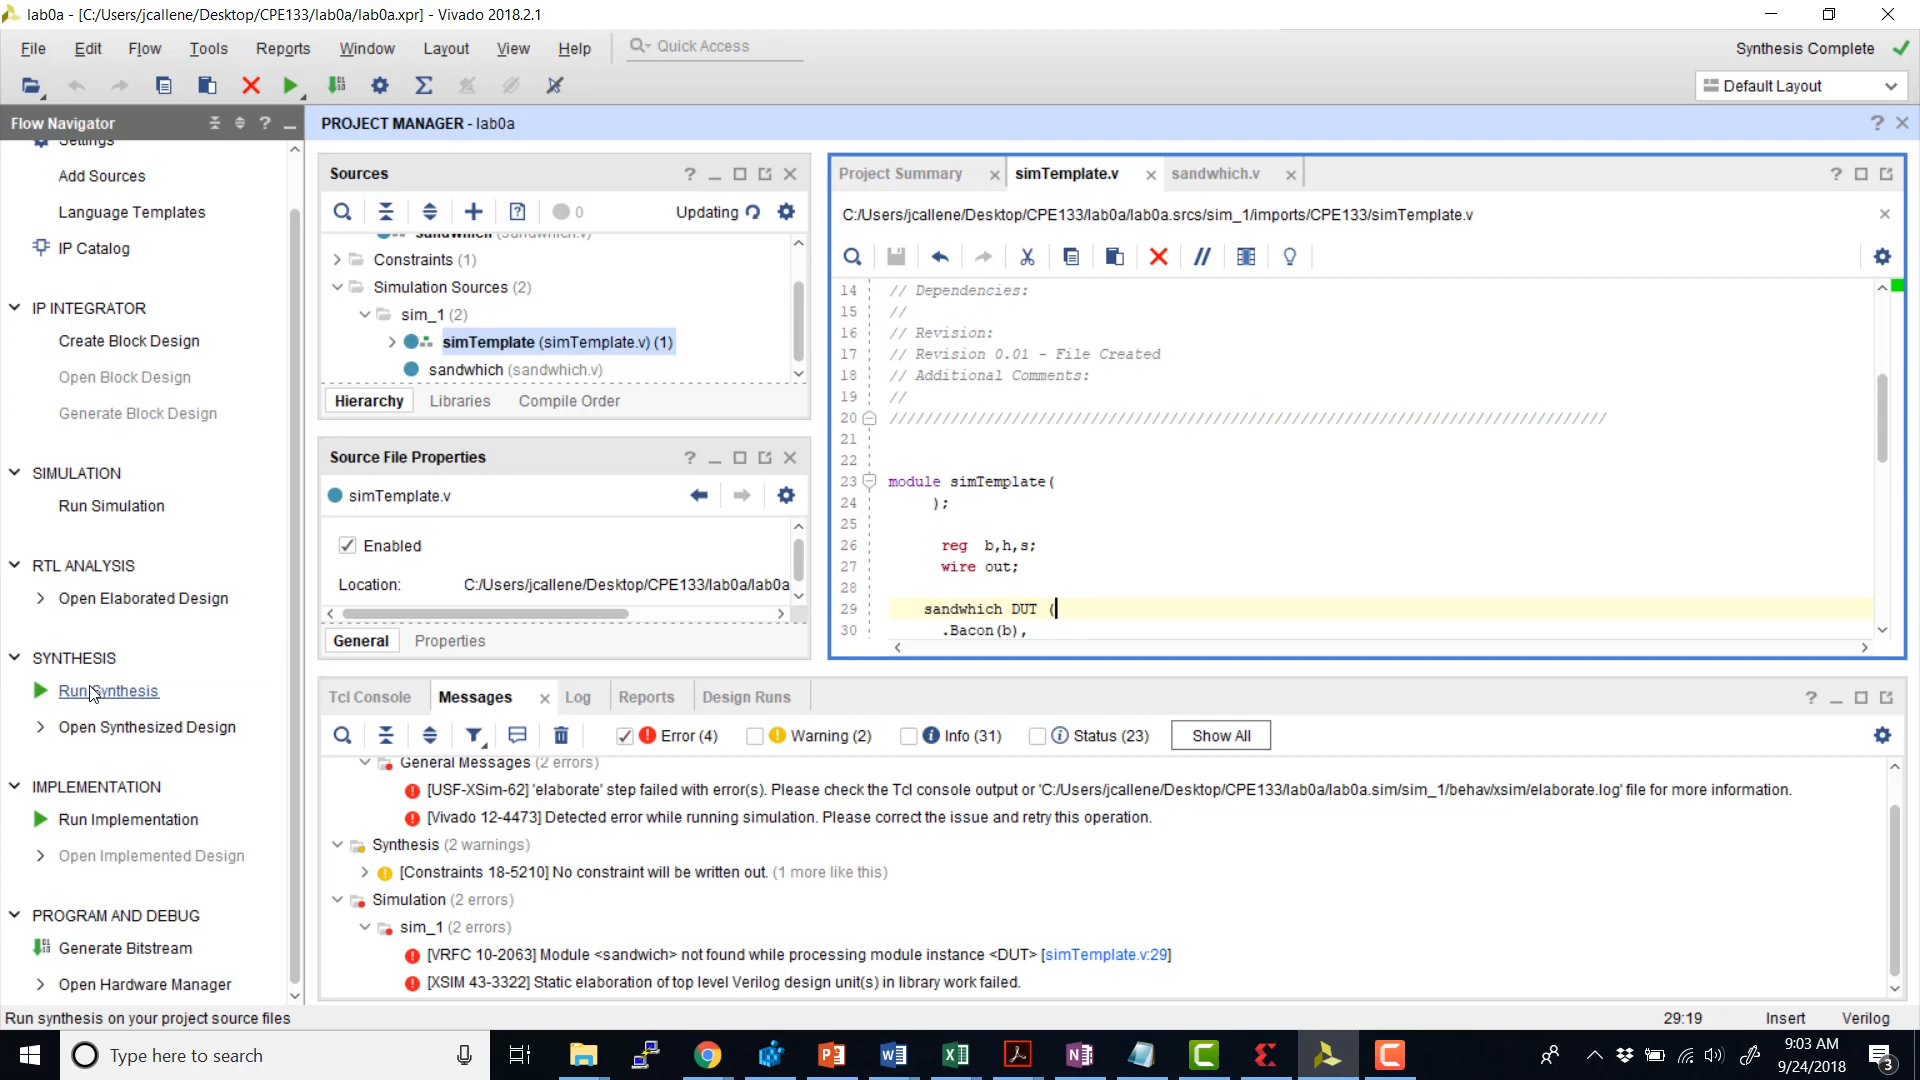 lab0a - [C:/Users/jcallene/Desktop/CPE133/lab0a/lab0a.xpr] - Vivado 2018.2.1
File Edit Flow Tools Reports Window Layout View Help Quick Access
Synthesis Complete
Default Layout
Flow Navigator
PROJECT MANAGER - lab0a
Settings
Add Sources
Language Templates
IP Catalog
IP INTEGRATOR
Create Block Design
Open Block Design
Generate Block Design
SIMULATION
Run Simulation
RTL ANALYSIS
Open Elaborated Design
SYNTHESIS
Run Synthesis
Open Synthesized Design
IMPLEMENTATION
Run Implementation
Open Implemented Design
PROGRAM AND DEBUG
Generate Bitstream
Open Hardware Manager
Sources
0 Updating
sandwhich (sandwhich.v)
Constraints (1)
Simulation Sources (2)
sim_1 (2)
simTemplate (simTemplate.v) (1)
sandwhich (sandwhich.v)
Hierarchy Libraries Compile Order
Source File Properties
simTemplate.v
Enabled
Location: C:/Users/jcallene/Desktop/CPE133/lab0a/lab0a
General Properties
Project Summary simTemplate.v sandwhich.v
C:/Users/jcallene/Desktop/CPE133/lab0a/lab0a.srcs/sim_1/imports/CPE133/simTemplate.v
14 // Dependencies:
15 //
16 // Revision:
17 // Revision 0.01 - File Created
18 // Additional Comments:
19 //
20 //////////////////////////////////////////////////////////////////////////////////
21
22
23 module simTemplate(
24 );
25
26 reg b,h,s;
27 wire out;
28
29 sandwhich DUT (
30 .Bacon(b),
Tcl Console Messages Log Reports Design Runs
Error (4) Warning (2) Info (31) Status (23) Show All
General Messages (2 errors)
[USF-XSim-62] 'elaborate' step failed with error(s). Please check the Tcl console output or 'C:/Users/jcallene/Desktop/CPE133/lab0a/lab0a.sim/sim_1/behav/xsim/elaborate.log' file for more information.
[Vivado 12-4473] Detected error while running simulation. Please correct the issue and retry this operation.
Synthesis (2 warnings)
[Constraints 18-5210] No constraint will be written out. (1 more like this)
Simulation (2 errors)
sim_1 (2 errors)
[VRFC 10-2063] Module <sandwich> not found while processing module instance <DUT> [simTemplate.v:29]
[XSIM 43-3322] Static elaboration of top level Verilog design unit(s) in library work failed.
Run synthesis on your project source files
29:19 Insert Verilog
Type here to search
9:03 AM
9/24/2018
3